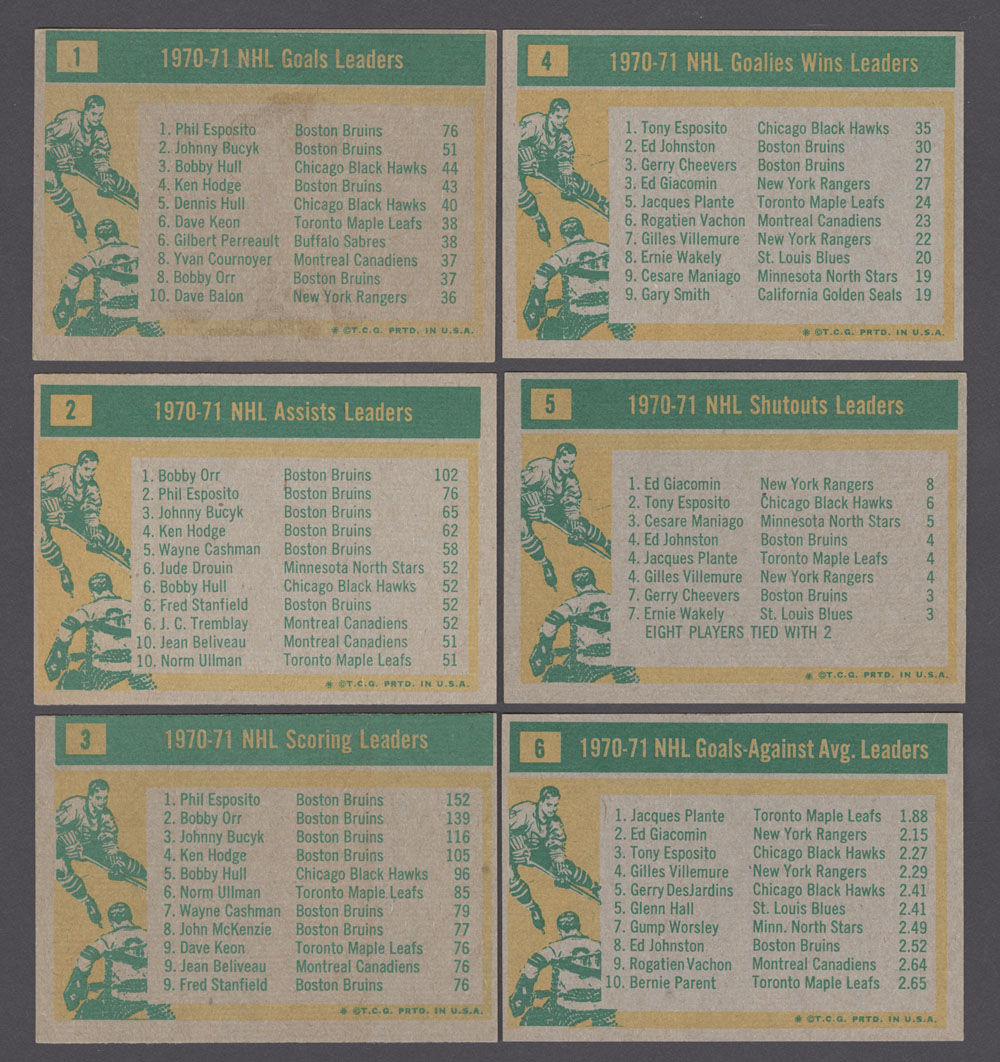 1
1970-71 NHL Goals Leaders
1. Phil Esposito Boston Bruins 76
2. Johnny Bucyk Boston Bruins 51
3. Bobby Hull Chicago Black Hawks 44
4. Ken Hodge Boston Bruins 43
5. Dennis Hull Chicago Black Hawks 40
6. Dave Keon Toronto Maple Leafs 38
6. Gilbert Perreault Buffalo Sabres 38
8. Yvan Cournoyer Montreal Canadiens 37
8. Bobby Orr Boston Bruins 37
10. Dave Balon New York Rangers 36
* ©T.C.G. PRTD. IN U.S.A.
4
1970-71 NHL Goalies Wins Leaders
1. Tony Esposito Chicago Black Hawks 35
2. Ed Johnston Boston Bruins 30
3. Gerry Cheevers Boston Bruins 27
3. Ed Giacomin New York Rangers 27
5. Jacques Plante Toronto Maple Leafs 24
6. Rogatien Vachon Montreal Canadiens 23
7. Gilles Villemure New York Rangers 22
8. Ernie Wakely St. Louis Blues 20
9. Cesare Maniago Minnesota North Stars 19
9. Gary Smith California Golden Seals 19
* ©T.C.G. PRTD. IN U.S.A.
2
1970-71 NHL Assists Leaders
1. Bobby Orr Boston Bruins 102
2. Phil Esposito Boston Bruins 76
3. Johnny Bucyk Boston Bruins 65
4. Ken Hodge Boston Bruins 62
5. Wayne Cashman Boston Bruins 58
6. Jude Drouin Minnesota North Stars 52
6. Bobby Hull Chicago Black Hawks 52
6. Fred Stanfield Boston Bruins 52
6. J. C. Tremblay Montreal Canadiens 52
10. Jean Beliveau Montreal Canadiens 51
10. Norm Ullman Toronto Maple Leafs 51
* ©T.C.G. PRTD. IN U.S.A.
5
1970-71 NHL Shutouts Leaders
1. Ed Giacomin New York Rangers 8
2. Tony Esposito Chicago Black Hawks 6
3. Cesare Maniago Minnesota North Stars 5
4. Ed Johnston Boston Bruins 4
4. Jacques Plante Toronto Maple Leafs 4
4. Gilles Villemure New York Rangers 4
7. Gerry Cheevers Boston Bruins 3
7. Ernie Wakely St. Louis Blues 3
EIGHT PLAYERS TIED WITH 2
* ©T.C.G. PRTD. IN U.S.A.
3
1970-71 NHL Scoring Leaders
1. Phil Esposito Boston Bruins 152
2. Bobby Orr Boston Bruins 139
3. Johnny Bucyk Boston Bruins 116
4. Ken Hodge Boston Bruins 105
5. Bobby Hull Chicago Black Hawks 96
6. Norm Ullman Toronto Maple Leafs 85
7. Wayne Cashman Boston Bruins 79
8. John McKenzie Boston Bruins 77
9. Dave Keon Toronto Maple Leafs 76
9. Jean Beliveau Montreal Canadiens 76
9. Fred Stanfield Boston Bruins 76
* ©T.C.G. PRTD. IN U.S.A.
6
1970-71 NHL Goals-Against Avg. Leaders
1. Jacques Plante Toronto Maple Leafs 1.88
2. Ed Giacomin New York Rangers 2.15
3. Tony Esposito Chicago Black Hawks 2.27
4. Gilles Villemure New York Rangers 2.29
5. Gerry DesJardins Chicago Black Hawks 2.41
5. Glenn Hall St. Louis Blues 2.41
7. Gump Worsley Minn. North Stars 2.49
8. Ed Johnston Boston Bruins 2.52
9. Rogatien Vachon Montreal Canadiens 2.64
10. Bernie Parent Toronto Maple Leafs 2.65
* ©T.C.G. PRTD. IN U.S.A.